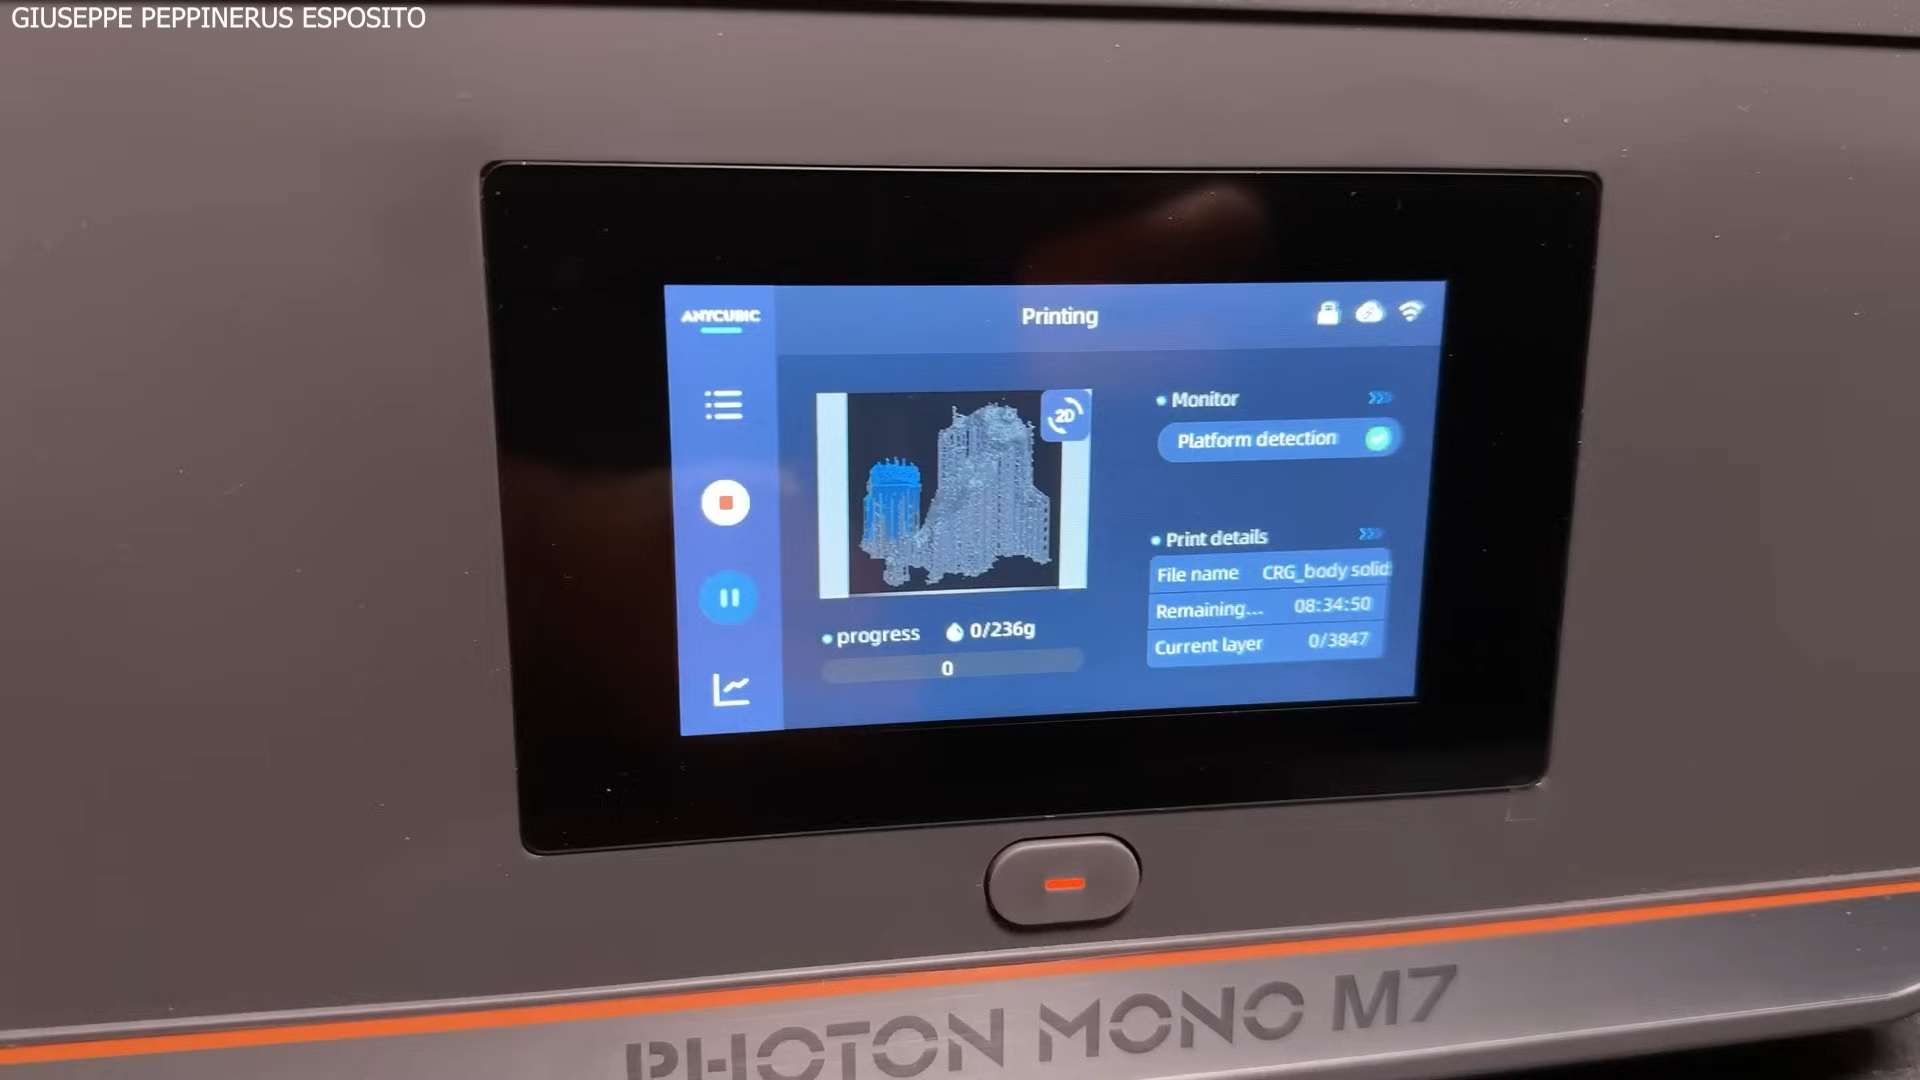 GIUSEPPE PEPPINERUS ESPOSITO
ANYCUBIC
Printing
2D
Monitor
Platform detection
Print details
File name CRG_body solid
Remaining... 08:34:50
Current layer 0/3847
progress 0/236g
0
PHOTON MONO M7